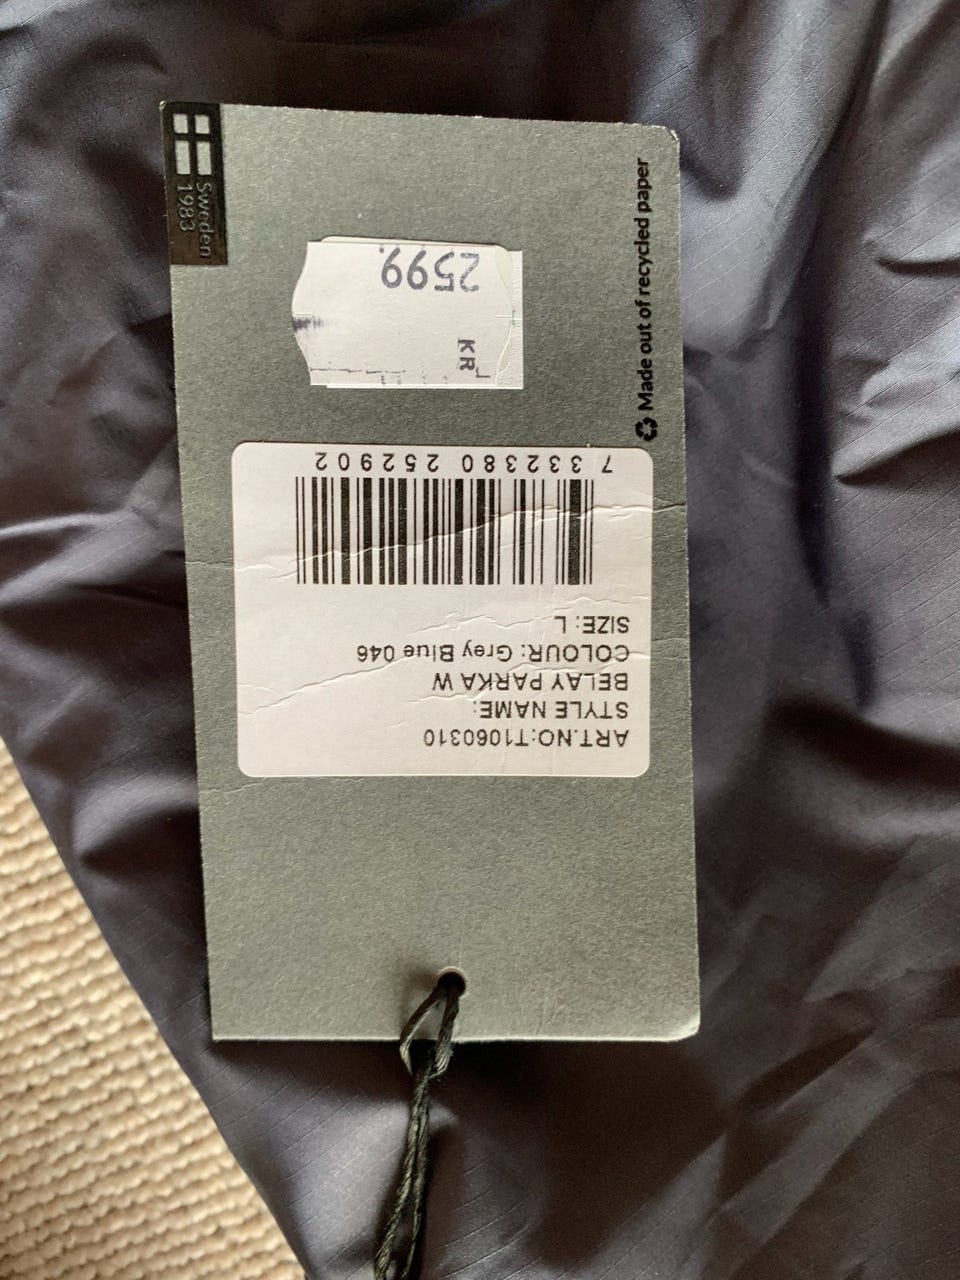 ART.NO:T1060310
STYLE NAME:
BELAY PARKA W
COLOUR: Grey Blue 046
SIZE: L
7 332380 252902
KR
2599.
Made out of recycled paper
Sweden
1983